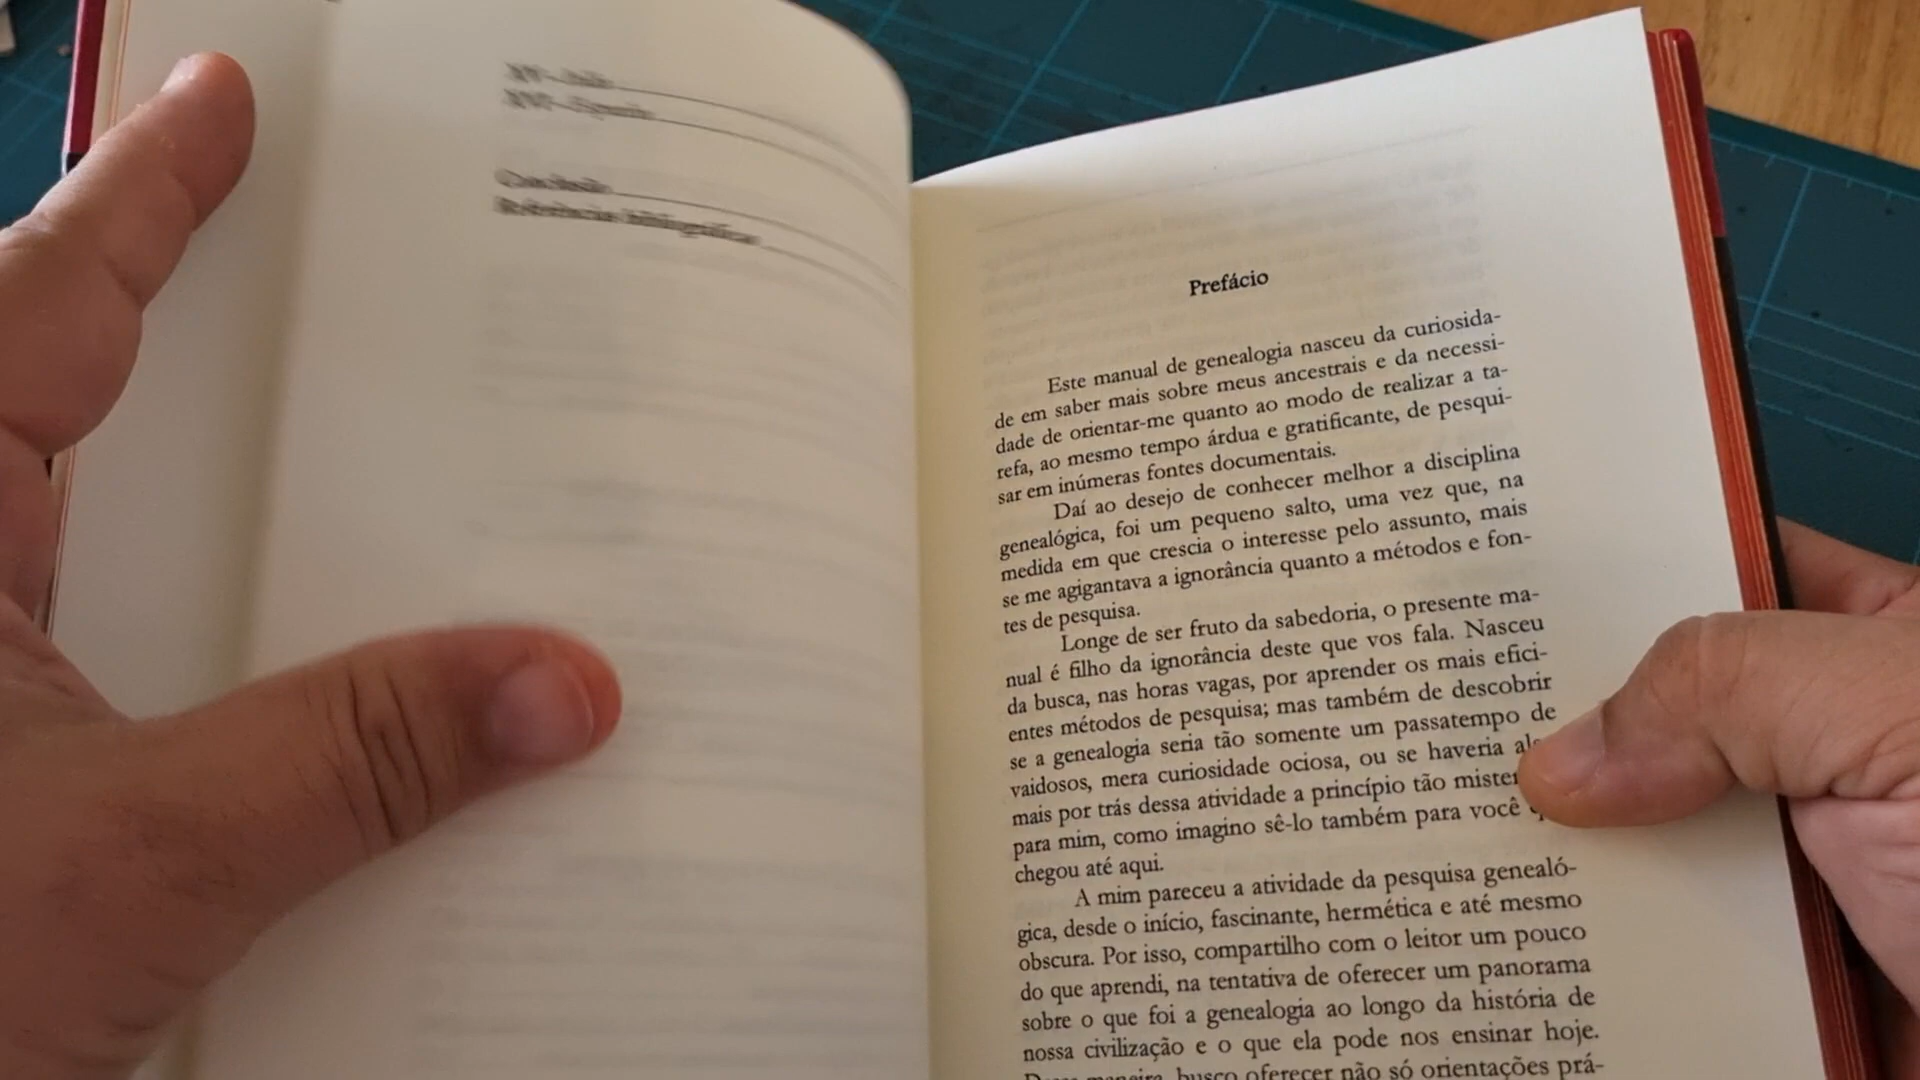 Conclusão
Referências bibliográficas
Prefácio
Este manual de genealogia nasceu da curiosida-
de em saber mais sobre meus ancestrais e da necessi-
dade de orientar-me quanto ao modo de realizar a ta-
refa, ao mesmo tempo árdua e gratificante, de pesqui-
sar em inúmeras fontes documentais.
Daí ao desejo de conhecer melhor a disciplina
genealógica, foi um pequeno salto, uma vez que, na
medida em que crescia o interesse pelo assunto, mais
se me agigantava a ignorância quanto a métodos e fon-
tes de pesquisa.
Longe de ser fruto da sabedoria, o presente ma-
nual é filho da ignorância deste que vos fala. Nasceu
da busca, nas horas vagas, por aprender os mais efici-
entes métodos de pesquisa; mas também de descobrir
se a genealogia seria tão somente um passatempo de
vaidosos, mera curiosidade ociosa, ou se haveria
mais por trás dessa atividade a princípio tão
para mim, como imagino sê-lo também para você
chegou até aqui.
A mim pareceu a atividade da pesquisa genealó-
gica, desde o início, fascinante, hermética e até mesmo
obscura. Por isso, compartilho com o leitor um pouco
do que aprendi, na tentativa de oferecer um panorama
sobre o que foi a genealogia ao longo da história de
nossa civilização e o que ela pode nos ensinar hoje.
busco oferecer não só orientações prá-